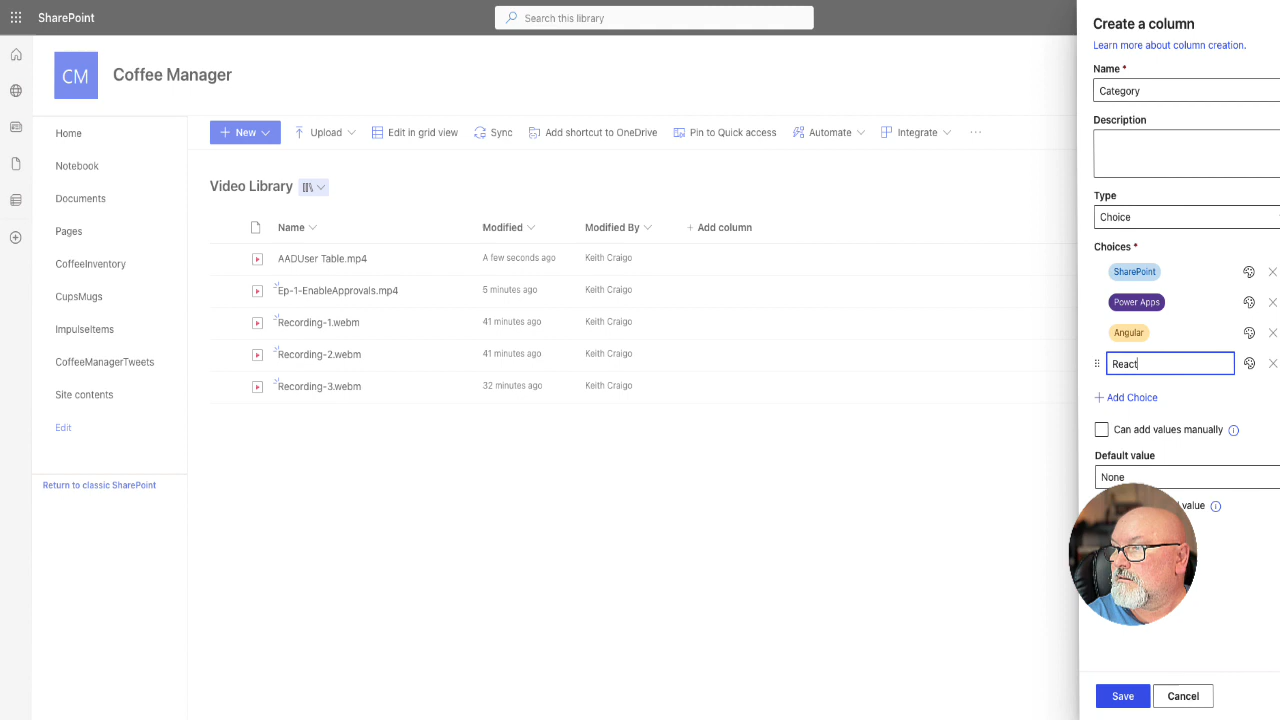 SharePoint
Search this library
CM
Coffee Manager
Home
Notebook
Documents
Pages
CoffeeInventory
CupsMugs
ImpulseItems
CoffeeManagerTweets
Site contents
Edit
Return to classic SharePoint
+ New
Upload
Edit in grid view
Sync
Add shortcut to OneDrive
Pin to Quick access
Automate
Integrate
...
Video Library
Name Modified Modified By + Add column
AADUser Table.mp4 A few seconds ago Keith Craigo
Ep-1-EnableApprovals.mp4 5 minutes ago Keith Craigo
Recording-1.webm 41 minutes ago Keith Craigo
Recording-2.webm 41 minutes ago Keith Craigo
Recording-3.webm 32 minutes ago Keith Craigo
Create a column
Learn more about column creation.
Name *
Category
Description
Type
Choice
Choices *
SharePoint
Power Apps
Angular
React
+ Add Choice
Can add values manually
Default value
None
value
Save
Cancel